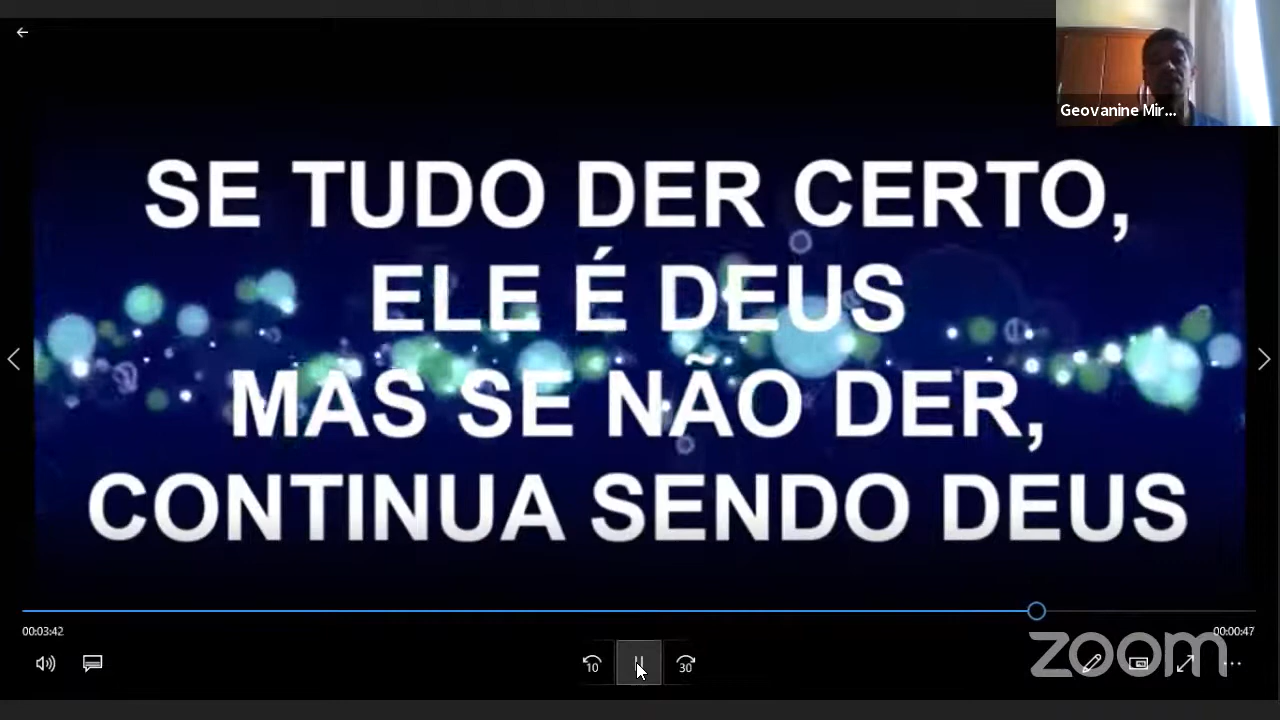 Geovanine Mir...
SE TUDO DER CERTO,
ELE É DEUS
MAS SE NÃO DER,
CONTINUA SENDO DEUS
00:03:42
00:00:47
10
30
zoom